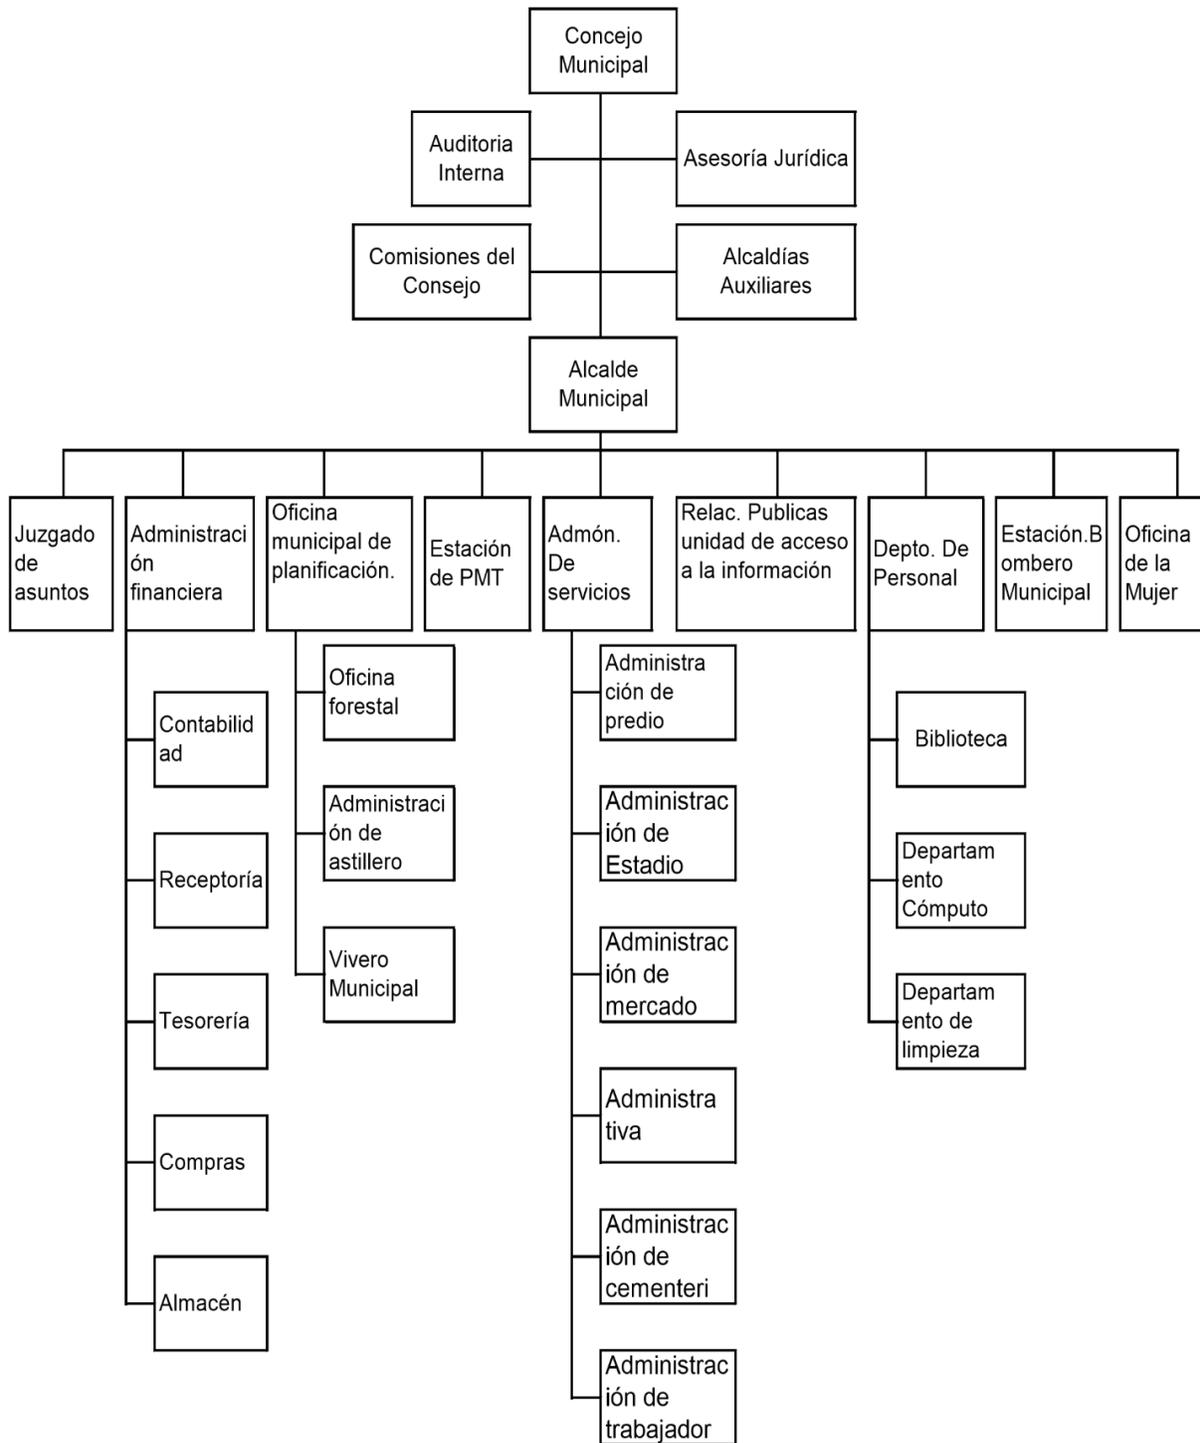 Concejo
Municipal
Auditoria
Interna
Asesoría Jurídica
Comisiones del
Consejo
Alcaldías
Auxiliares
Alcalde
Municipal
Juzgado
de
asuntos
Administraci
ón
financiera
Oficina
municipal de
planificación.
Estación
de PMT
Admón.
De
servicios
Relac. Publicas
unidad de acceso
a la información
Depto. De
Personal
Estación.B
ombero
Municipal
Oficina
de la
Mujer
Contabilid
ad
Receptoría
Tesorería
Compras
Almacén
Oficina
forestal
Administraci
ón de
astillero
Vivero
Municipal
Administra
ción de
predio
Administrac
ión de
Estadio
Administrac
ión de
mercado
Administra
tiva
Administrac
ión de
cementeri
Administrac
ión de
trabajador
Biblioteca
Departam
ento
Cómputo
Departam
ento de
limpieza